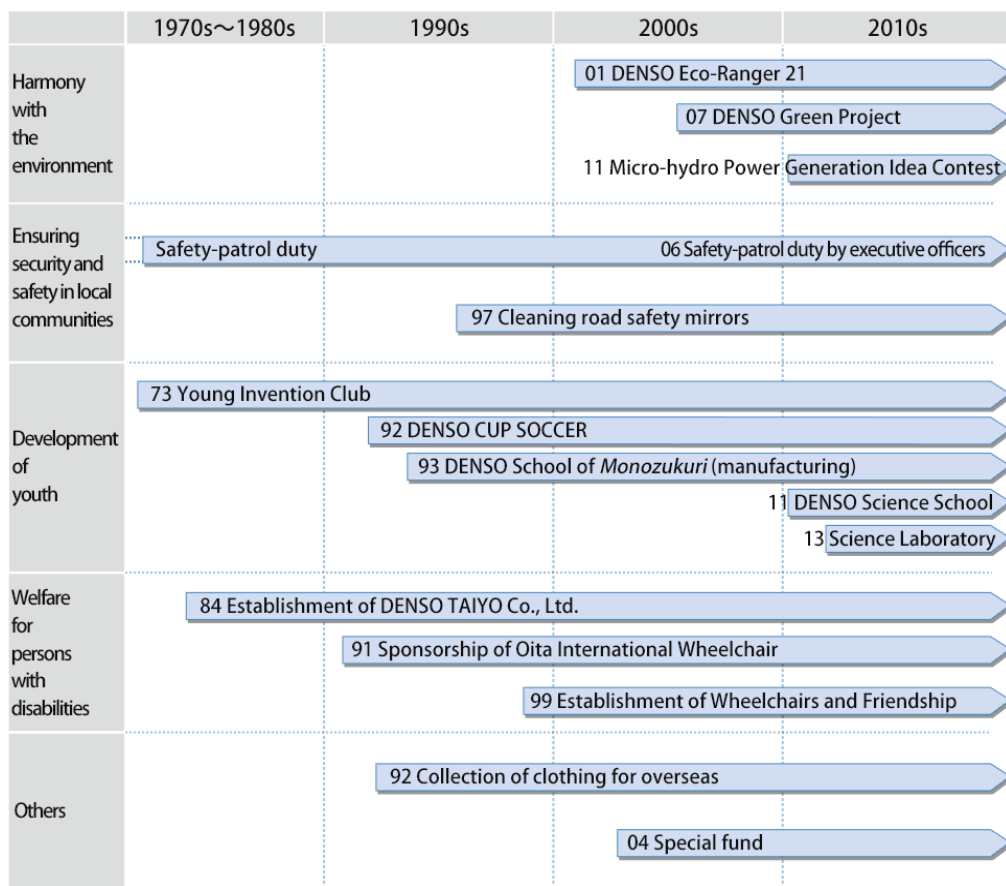 1970s～1980s 1990s 2000s 2010s
Harmony
with
the
environment
01 DENSO Eco-Ranger 21
07 DENSO Green Project
11 Micro-hydro Power Generation Idea Contest
Ensuring
security and
safety in local
communities
Safety-patrol duty 06 Safety-patrol duty by executive officers
97 Cleaning road safety mirrors
Development
of
youth
73 Young Invention Club
92 DENSO CUP SOCCER
93 DENSO School of Monozukuri (manufacturing)
11 DENSO Science School
13 Science Laboratory
Welfare
for
persons
with
disabilities
84 Establishment of DENSO TAIYO Co., Ltd.
91 Sponsorship of Oita International Wheelchair
99 Establishment of Wheelchairs and Friendship
Others
92 Collection of clothing for overseas
04 Special fund